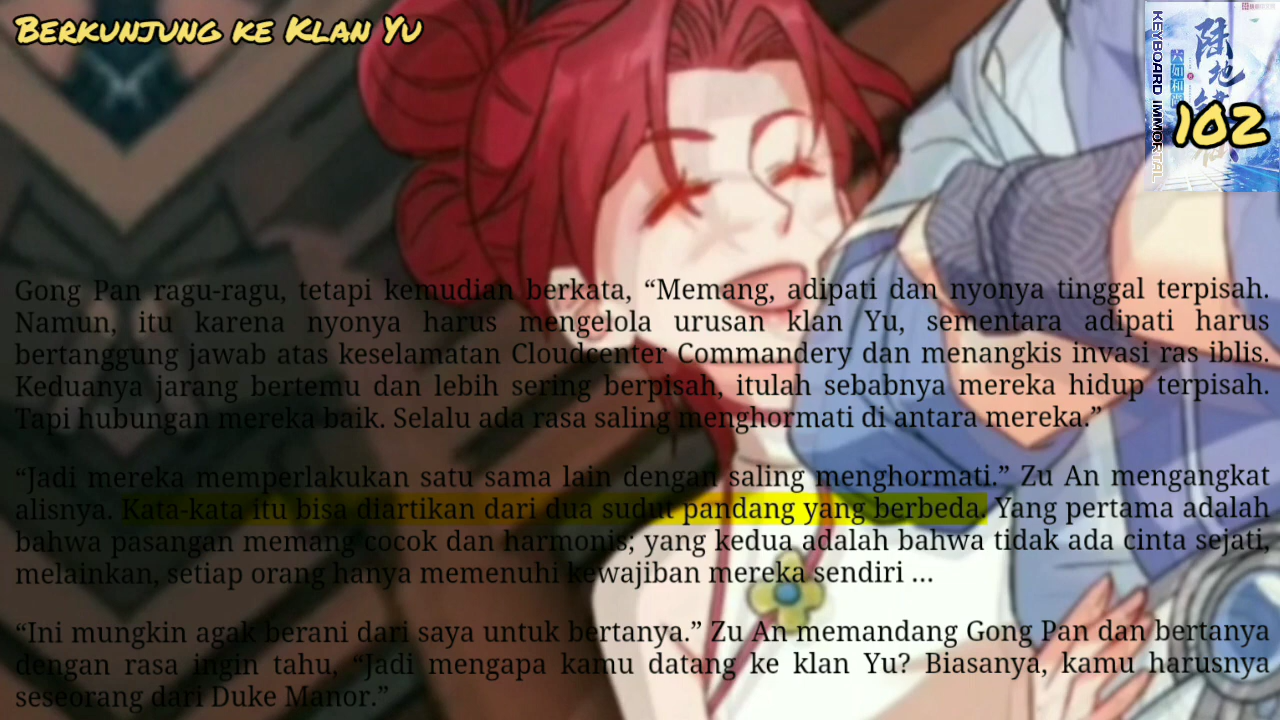 Berkunjung ke Klan Yu
KEYBOARD IMMORTAL
102
Gong Pan ragu-ragu, tetapi kemudian berkata, “Memang, adipati dan nyonya tinggal terpisah.
Namun, itu karena nyonya harus mengelola urusan klan Yu, sementara adipati harus
bertanggung jawab atas keselamatan Cloudcenter Commandery dan menangkis invasi ras iblis.
Keduanya jarang bertemu dan lebih sering berpisah, itulah sebabnya mereka hidup terpisah.
Tapi hubungan mereka baik. Selalu ada rasa saling menghormati di antara mereka.”
“Jadi mereka memperlakukan satu sama lain dengan saling menghormati.” Zu An mengangkat
alisnya. Kata-kata itu bisa diartikan dari dua sudut pandang yang berbeda. Yang pertama adalah
bahwa pasangan memang cocok dan harmonis; yang kedua adalah bahwa tidak ada cinta sejati,
melainkan, setiap orang hanya memenuhi kewajiban mereka sendiri ...
“Ini mungkin agak berani dari saya untuk bertanya.” Zu An memandang Gong Pan dan bertanya
dengan rasa ingin tahu, “Jadi mengapa kamu datang ke klan Yu? Biasanya, kamu harusnya
seseorang dari Duke Manor.”